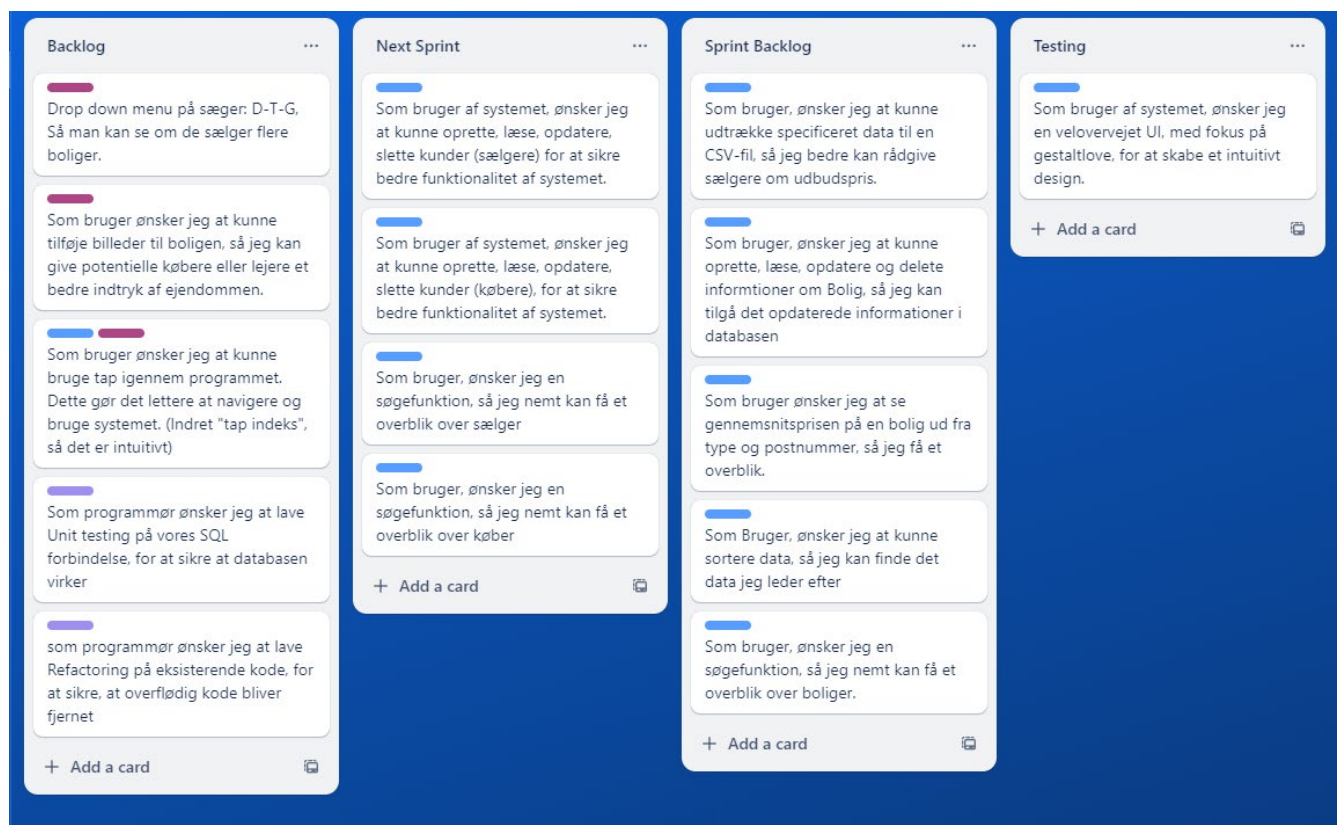 Backlog
Drop down menu på sæger: D-T-G,
Så man kan se om de sælger flere
boliger.
Som bruger ønsker jeg at kunne
tilføje billeder til boligen, så jeg kan
give potentielle købere eller lejere et
bedre indtryk af ejendommen.
Som bruger ønsker jeg at kunne
bruge tap igennem programmet.
Dette gør det lettere at navigere og
bruge systemet. (Indret "tap indeks",
så det er intuitivt)
Som programmør ønsker jeg at lave
Unit testing på vores SQL
forbindelse, for at sikre at databasen
virker
som programmør ønsker jeg at lave
Refactoring på eksisterende kode, for
at sikre, at overflødig kode bliver
fjernet
+ Add a card
Next Sprint
Som bruger af systemet, ønsker jeg
at kunne oprette, læse, opdatere,
slette kunder (sælgere) for at sikre
bedre funktionalitet af systemet.
Som bruger af systemet, ønsker jeg
at kunne oprette, læse, opdatere,
slette kunder (købere), for at sikre
bedre funktionalitet af systemet.
Som bruger, ønsker jeg en
søgefunktion, så jeg nemt kan få et
overblik over sælger
Som bruger, ønsker jeg en
søgefunktion, så jeg nemt kan få et
overblik over køber
+ Add a card
Sprint Backlog
Som bruger, ønsker jeg at kunne
udtrække specificeret data til en
CSV-fil, så jeg bedre kan rådgive
sælgere om udbudspris.
Som bruger, ønsker jeg at kunne
oprette, læse, opdatere og delete
informtioner om Bolig, så jeg kan
tilgå det opdaterede informationer i
databasen
Som bruger ønsker jeg at se
gennemsnitsprisen på en bolig ud fra
type og postnummer, så jeg få et
overblik.
Som Bruger, ønsker jeg at kunne
sortere data, så jeg kan finde det
data jeg leder efter
Som bruger, ønsker jeg en
søgefunktion, så jeg nemt kan få et
overblik over boliger.
+ Add a card
Testing
Som bruger af systemet, ønsker jeg
en velovervejet UI, med fokus på
gestaltlove, for at skabe et intuitivt
design.
+ Add a card